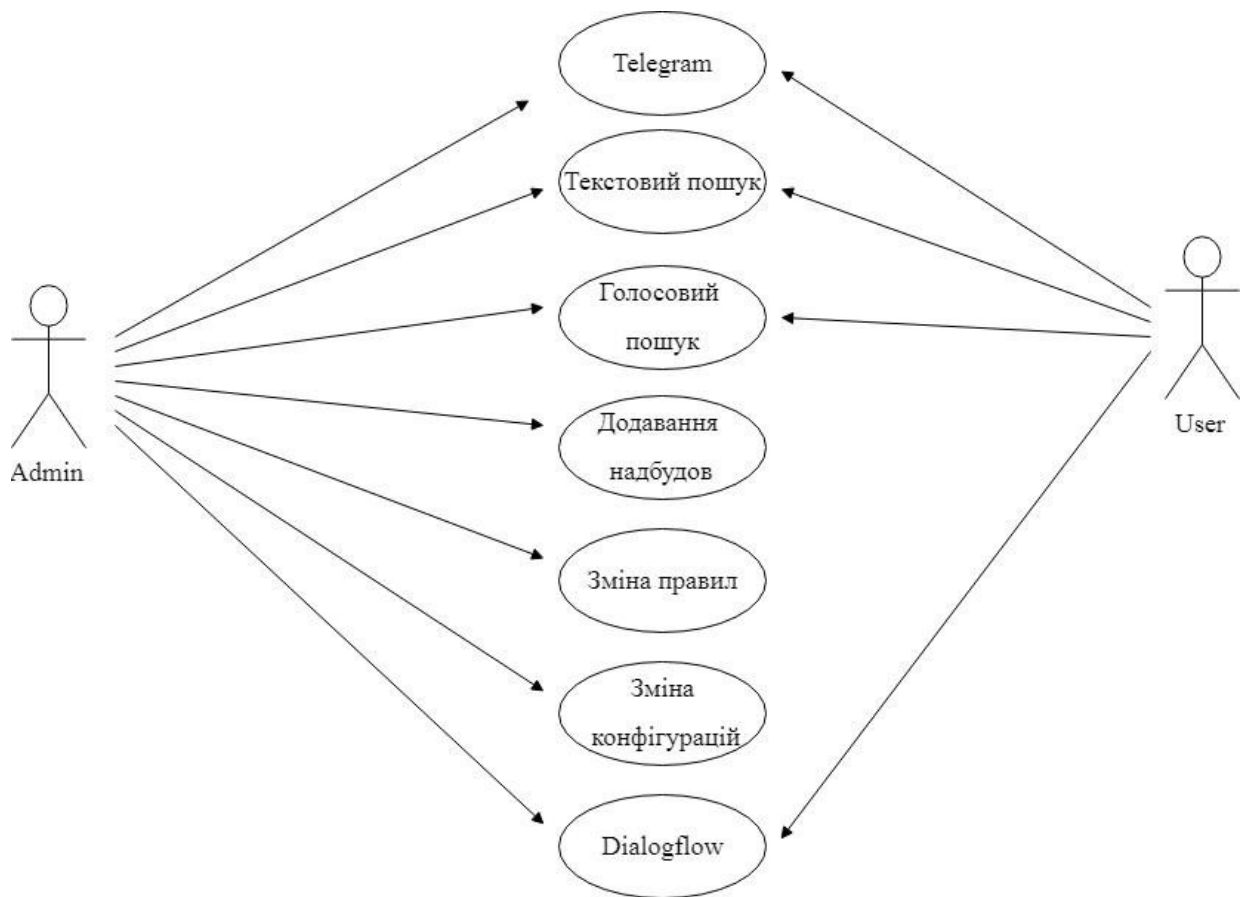 Telegram
Текстовий пошук
Голосовий
пошук
Додавання
надбудов
Зміна правил
Зміна
конфігурацій
Dialogflow
Admin
User